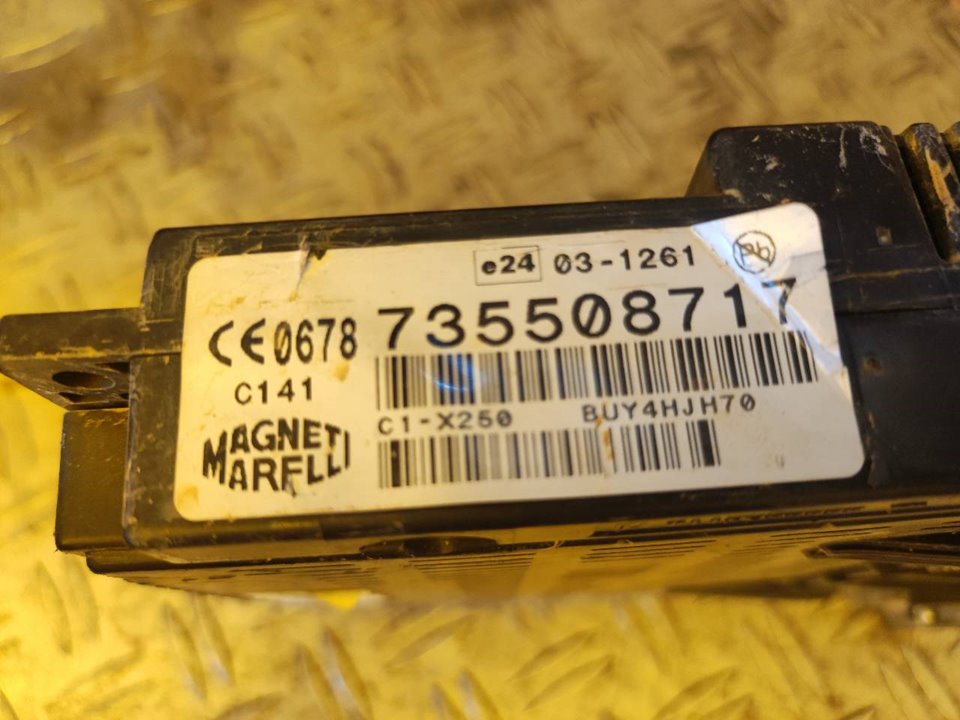 e24 03-1261
Pb
735508717
CE0678
C141
C1-X250 BUY4HJH70
MAGNETI
MARELLI